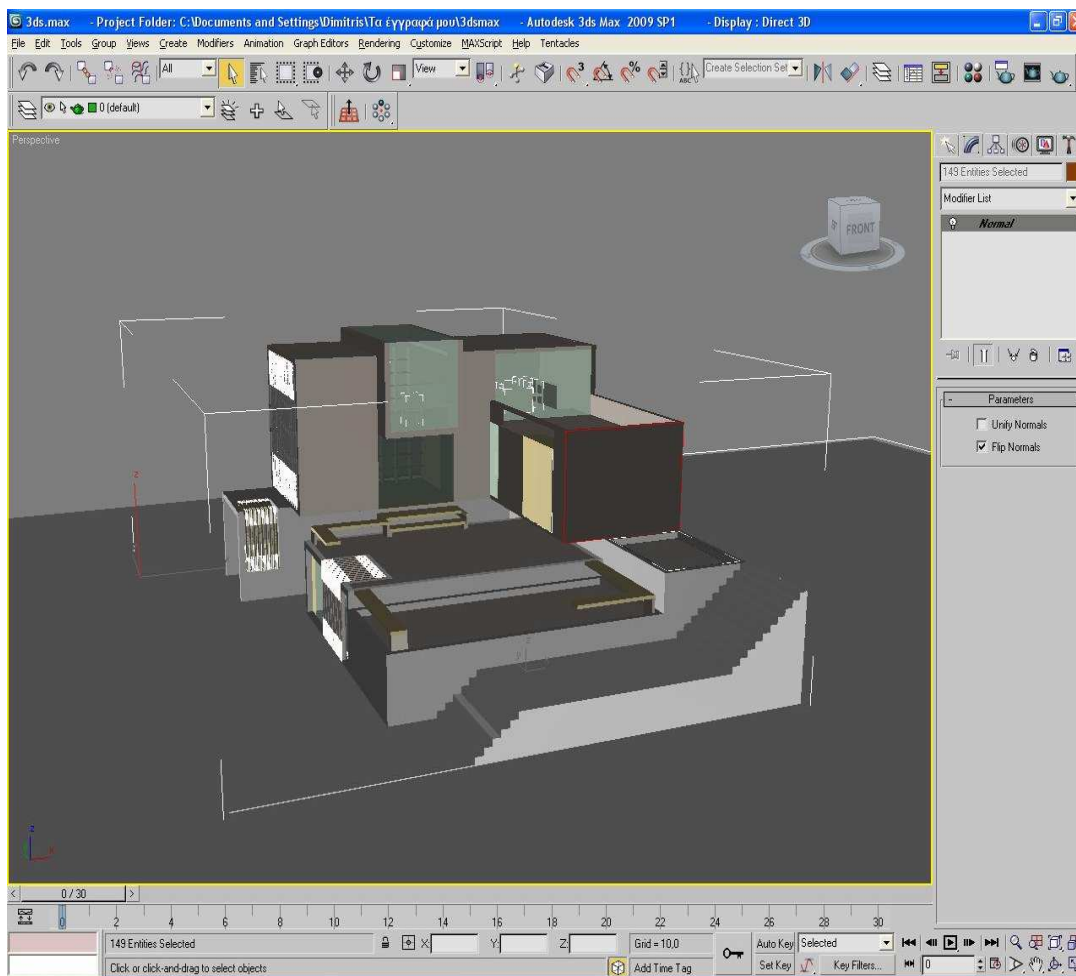 3ds.max - Project Folder: C:\Documents and Settings\Dimitris\Τα έγγραφά μου\3dsmax - Autodesk 3ds Max 2009 SP1 - Display : Direct 3D
File Edit Tools Group Views Create Modifiers Animation Graph Editors Rendering Customize MAXScript Help Tentacles
All View 3 Create Selection Set
0 (default)
Perspective
149 Entities Selected
Modifier List
Normal
FRONT
- Parameters
Unify Normals
Flip Normals
z
z
x
< 0 / 30 >
0 2 4 6 8 10 12 14 16 18 20 22 24 26 28 30
149 Entities Selected X: Y: Z: Grid = 10,0 Auto Key Selected
Click or click-and-drag to select objects Add Time Tag Set Key Key Filters... 0